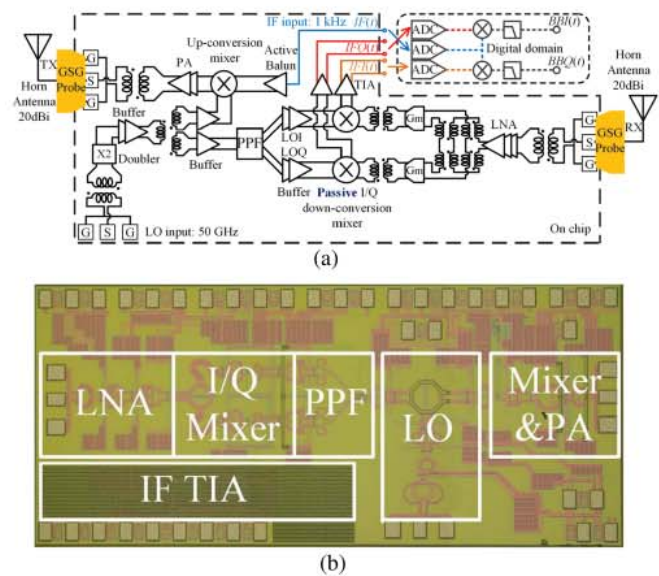 IF input: 1 kHz IF(t)
ADC
BBI(t)
IFQ(t)
ADC
Digital domain
IFI(t)
ADC
BBQ(t)
Up-conversion
mixer
Active
Balun
PA
TIA
TX
GSG
Probe
G
S
G
Horn
Antenna
20dBi
Buffer
X2
Doubler
Buffer
PPF
LOI
LOQ
Buffer
Passive I/Q
down-conversion
mixer
Gm
Gm
LNA
G
S
G
GSG
Probe
RX
Horn
Antenna
20dBi
LO input: 50 GHz
G S G
On chip
(a)
LNA
I/Q
Mixer
PPF
LO
Mixer
&PA
IF TIA
(b)